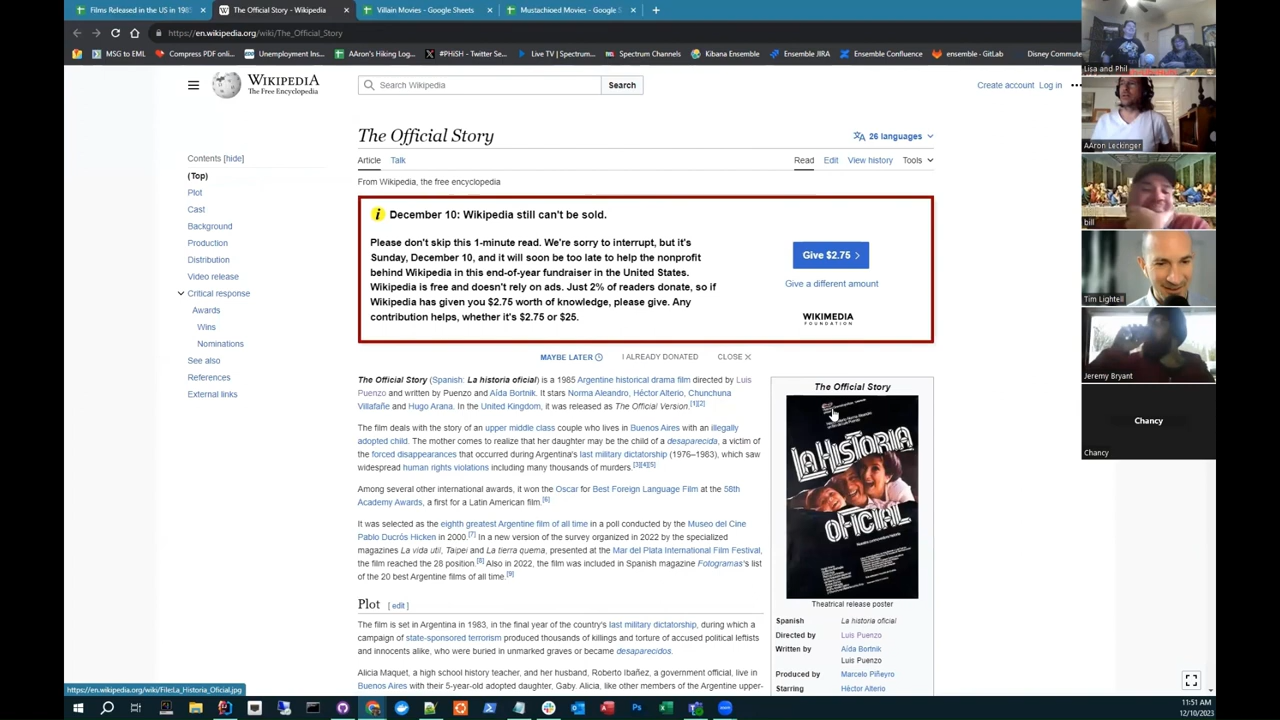 Films Released in the US in 198
The Official Story - Wikipedia
Villain Movies - Google Sheets
Mustachioed Movies - Google S
https://en.wikipedia.org/wiki/The_Official_Story
MSG to EML
Compress PDF onli...
Unemployment Ins...
AAron's Hiking Log...
#PHiSH - Twitter Se...
Live TV | Spectrum...
Spectrum Channels
Kibana Ensemble
Ensemble JIRA
Ensemble Confluence
ensemble - GitLab
Disney Commute
WIKIPEDIA
The Free Encyclopedia
Search Wikipedia
Search
Create account
Log in
The Official Story
26 languages
Article
Talk
Read
Edit
View history
Tools
From Wikipedia, the free encyclopedia
Contents [hide]
(Top)
Plot
Cast
Background
Production
Distribution
Video release
Critical response
Awards
Wins
Nominations
See also
References
External links
i
December 10: Wikipedia still can't be sold.
Please don't skip this 1-minute read. We're sorry to interrupt, but it's
Sunday, December 10, and it will soon be too late to help the nonprofit
behind Wikipedia in this end-of-year fundraiser in the United States.
Wikipedia is free and doesn't rely on ads. Just 2% of readers donate, so if
Wikipedia has given you $2.75 worth of knowledge, please give. Any
contribution helps, whether it's $2.75 or $25.
Give $2.75
Give a different amount
WIKIMEDIA
FOUNDATION
MAYBE LATER
I ALREADY DONATED
CLOSE
The Official Story (Spanish: La historia oficial) is a 1985 Argentine historical drama film directed by Luis
Puenzo and written by Puenzo and Aída Bortnik. It stars Norma Aleandro, Héctor Alterio, Chunchuna
Villafañe and Hugo Arana. In the United Kingdom, it was released as The Official Version.[1][2]
The film deals with the story of an upper middle class couple who lives in Buenos Aires with an illegally
adopted child. The mother comes to realize that her daughter may be the child of a desaparecida, a victim of
the forced disappearances that occurred during Argentina's last military dictatorship (1976–1983), which saw
widespread human rights violations including many thousands of murders.[3][4][5]
Among several other international awards, it won the Oscar for Best Foreign Language Film at the 58th
Academy Awards, a first for a Latin American film.[6]
It was selected as the eighth greatest Argentine film of all time in a poll conducted by the Museo del Cine
Pablo Ducrós Hicken in 2000.[7] In a new version of the survey organized in 2022 by the specialized
magazines La vida util, Taipei and La tierra quema, presented at the Mar del Plata International Film Festival,
the film reached the 28 position.[8] Also in 2022, the film was included in Spanish magazine Fotogramas's list
of the 20 best Argentine films of all time.[9]
Plot [ edit ]
The film is set in Argentina in 1983, in the final year of the country's last military dictatorship, during which a
campaign of state-sponsored terrorism produced thousands of killings and torture of accused political leftists
and innocents alike, who were buried in unmarked graves or became desaparecidos.
Alicia Maquet, a high school history teacher, and her husband, Roberto Ibáñez, a government official, live in
Buenos Aires with their 5-year-old adopted daughter, Gaby. Alicia, like other members of the Argentine upper-
The Official Story
LA HISTORIA
OFICIAL
Theatrical release poster
Spanish La historia oficial
Directed by Luis Puenzo
Written by Aída Bortnik
Luis Puenzo
Produced by Marcelo Piñeyro
Starring Héctor Alterio
https://en.wikipedia.org/wiki/File:La_Historia_Oficial.jpg
Lisa and Phil
AAron Leckinger
bill
Tim Lightell
Jeremy Bryant
Chancy
Chancy
11:51 AM
12/10/2023